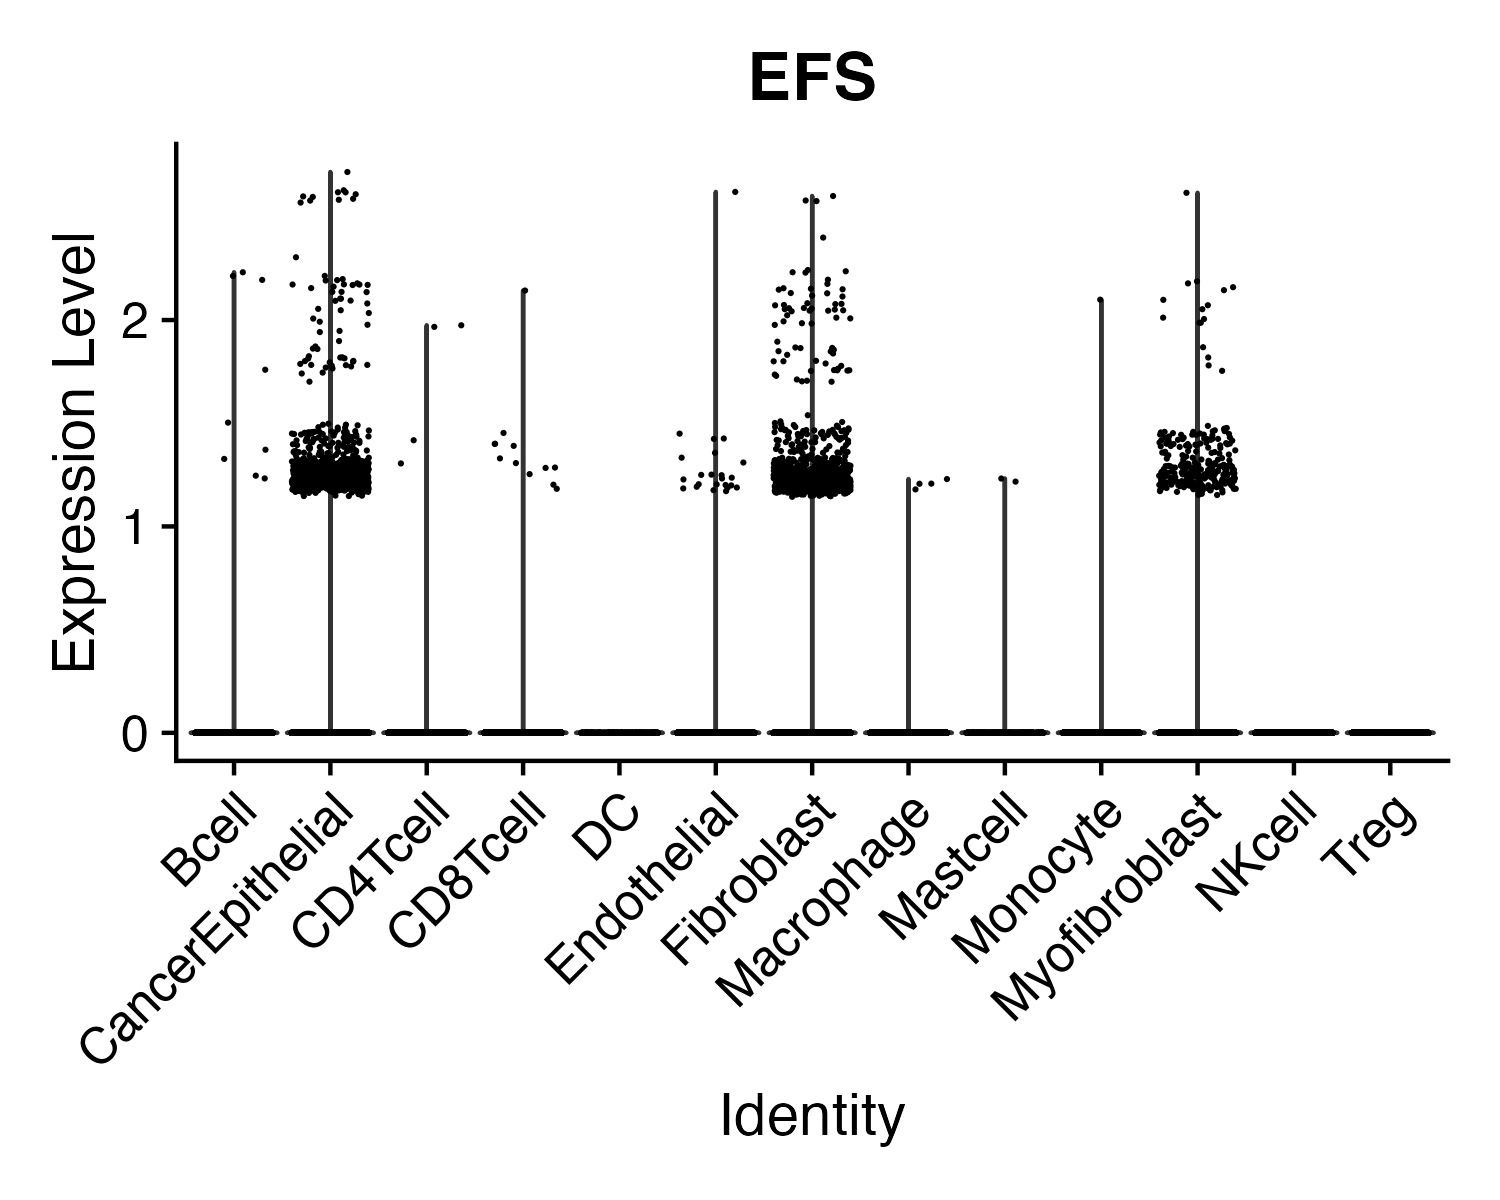 EFS
Expression Level
2
1
0
Bcell
CancerEpithelial
CD4Tcell
CD8Tcell
DC
Endothelial
Fibroblast
Macrophage
Mastcell
Monocyte
Myofibroblast
NKcell
Treg
Identity